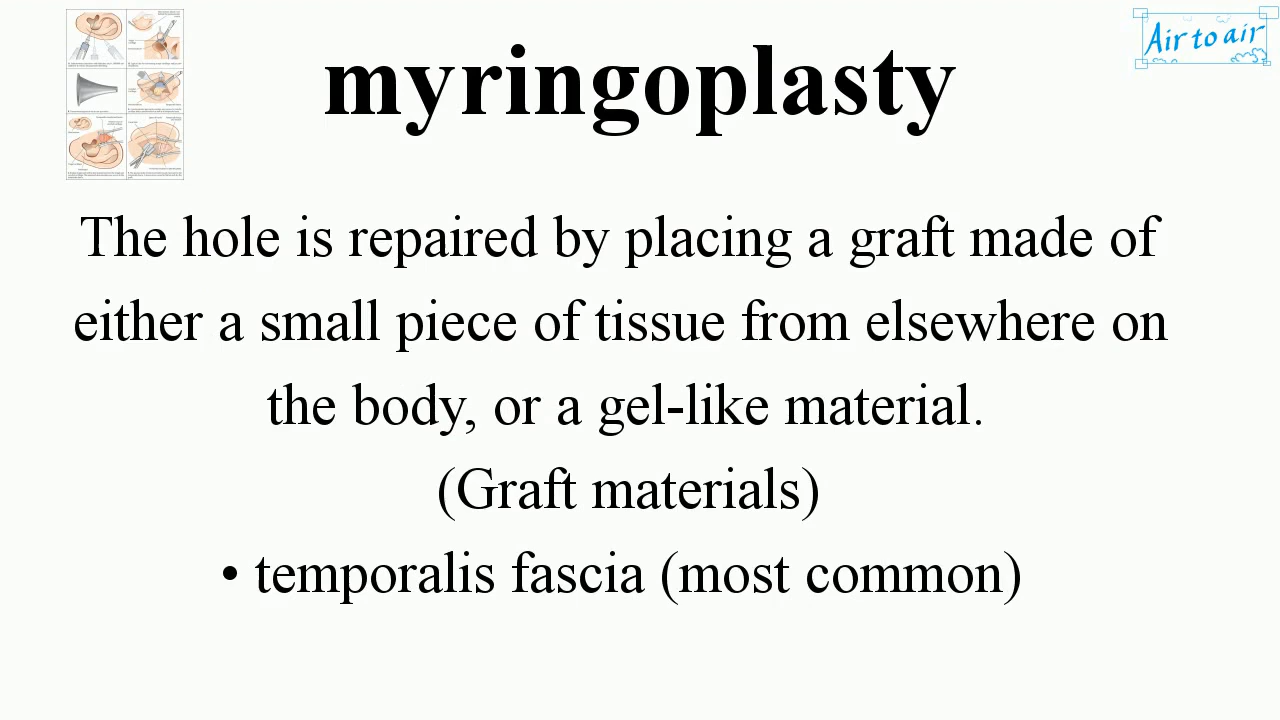 myringoplasty
Air to air
The hole is repaired by placing a graft made of
either a small piece of tissue from elsewhere on
the body, or a gel-like material.
(Graft materials)
• temporalis fascia (most common)